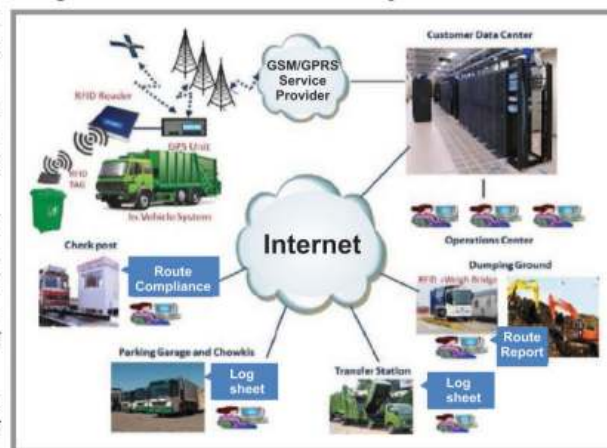 Customer Data Center
GSM/GPRS
Service
Provider
RFID Reader
GPS Unit
RFID
TAG
In Vehicle System
Internet
Operations Center
Check post
Route
Compliance
Dumping Ground
RFID +Weigh Bridge
Route
Report
Parking Garage and Chowkis
Log
sheet
Transfer Station
Log
sheet